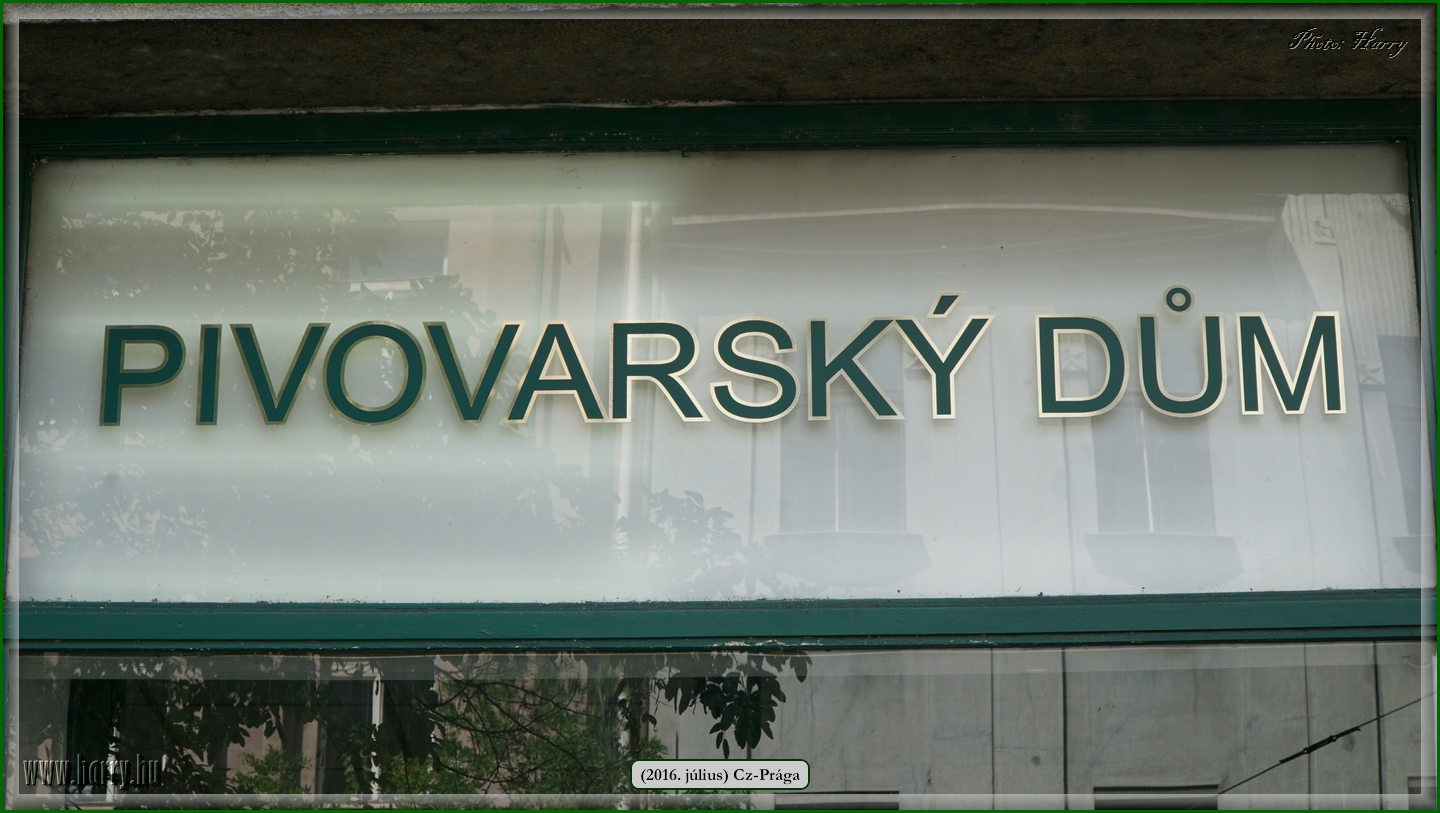 Photo: Harry
PIVOVARSKÝ DŮM
www.harry.hu
(2016. július) Cz-Prága